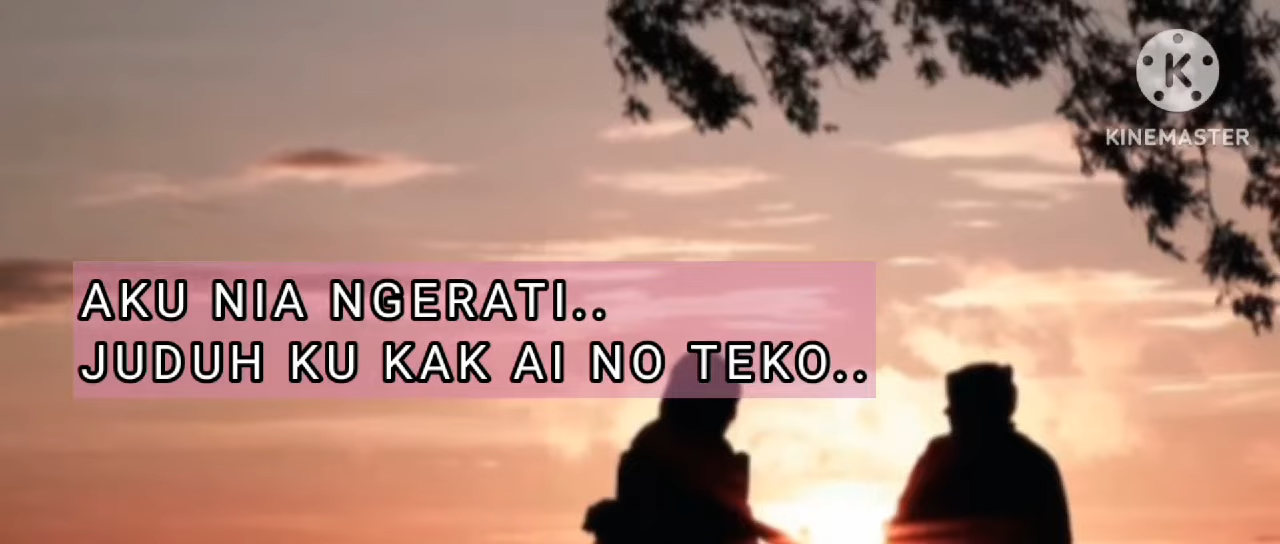 KINEMASTER
AKU NIA NGERATI..
JUDUH KU KAK AI NO TEKO..